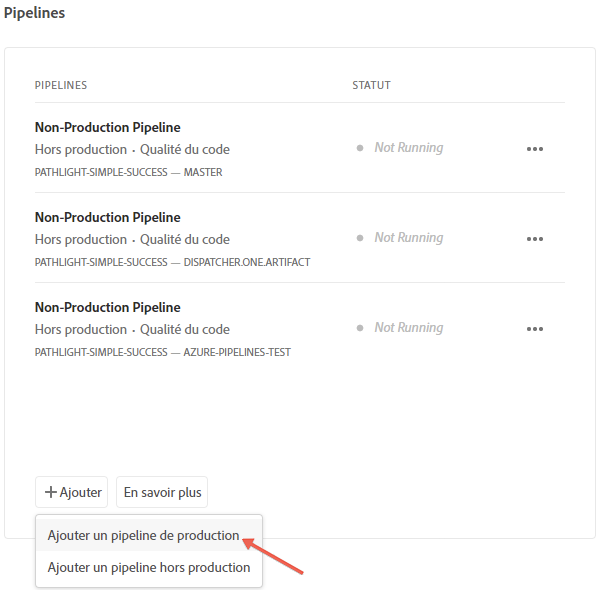 Pipelines
PIPELINES STATUT
Non-Production Pipeline
Hors production · Qualité du code
Not Running
PATHLIGHT-SIMPLE-SUCCESS — MASTER
Non-Production Pipeline
Hors production · Qualité du code
Not Running
PATHLIGHT-SIMPLE-SUCCESS — DISPATCHER.ONE.ARTIFACT
Non-Production Pipeline
Hors production · Qualité du code
Not Running
PATHLIGHT-SIMPLE-SUCCESS — AZURE-PIPELINES-TEST
+ Ajouter En savoir plus
Ajouter un pipeline de production
Ajouter un pipeline hors production